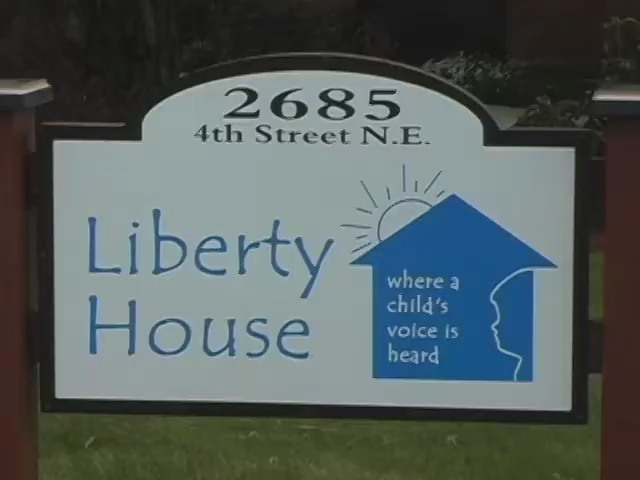 2685
4th Street N.E.
Liberty
House
where a
child's
voice is
heard